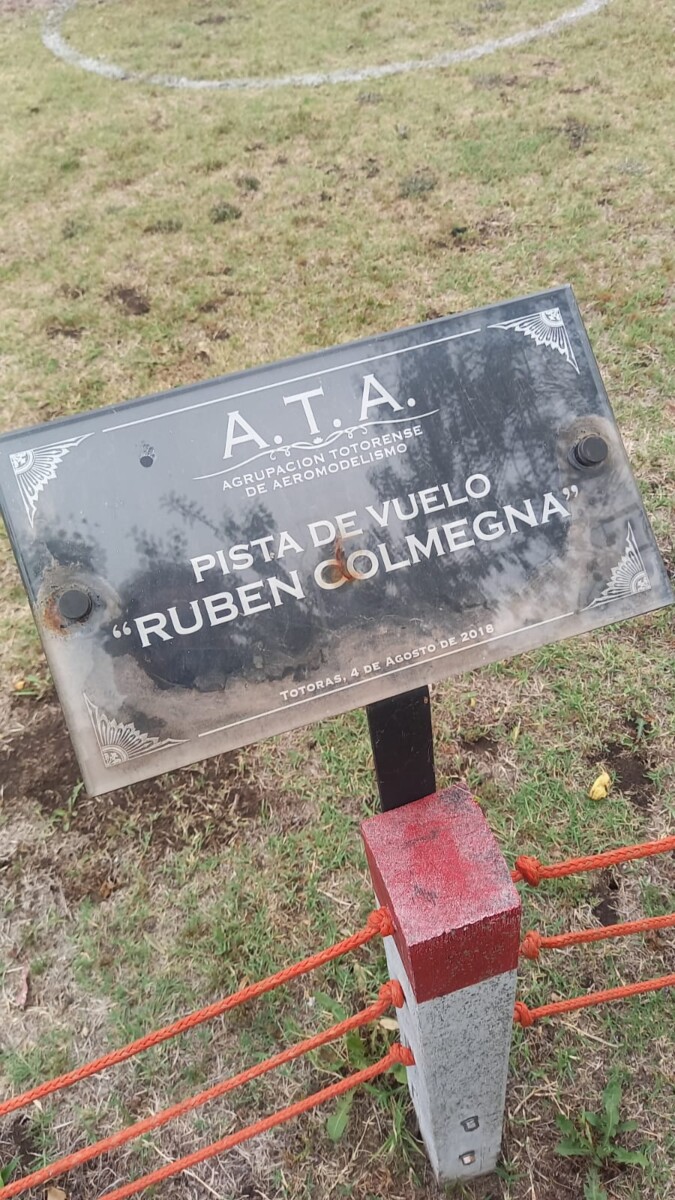 A.T.A.
AGRUPACION TOTORENSE
DE AEROMODELISMO
PISTA DE VUELO
“RUBEN COLMEGNA”
TOTORAS, 4 DE AGOSTO DE 2018